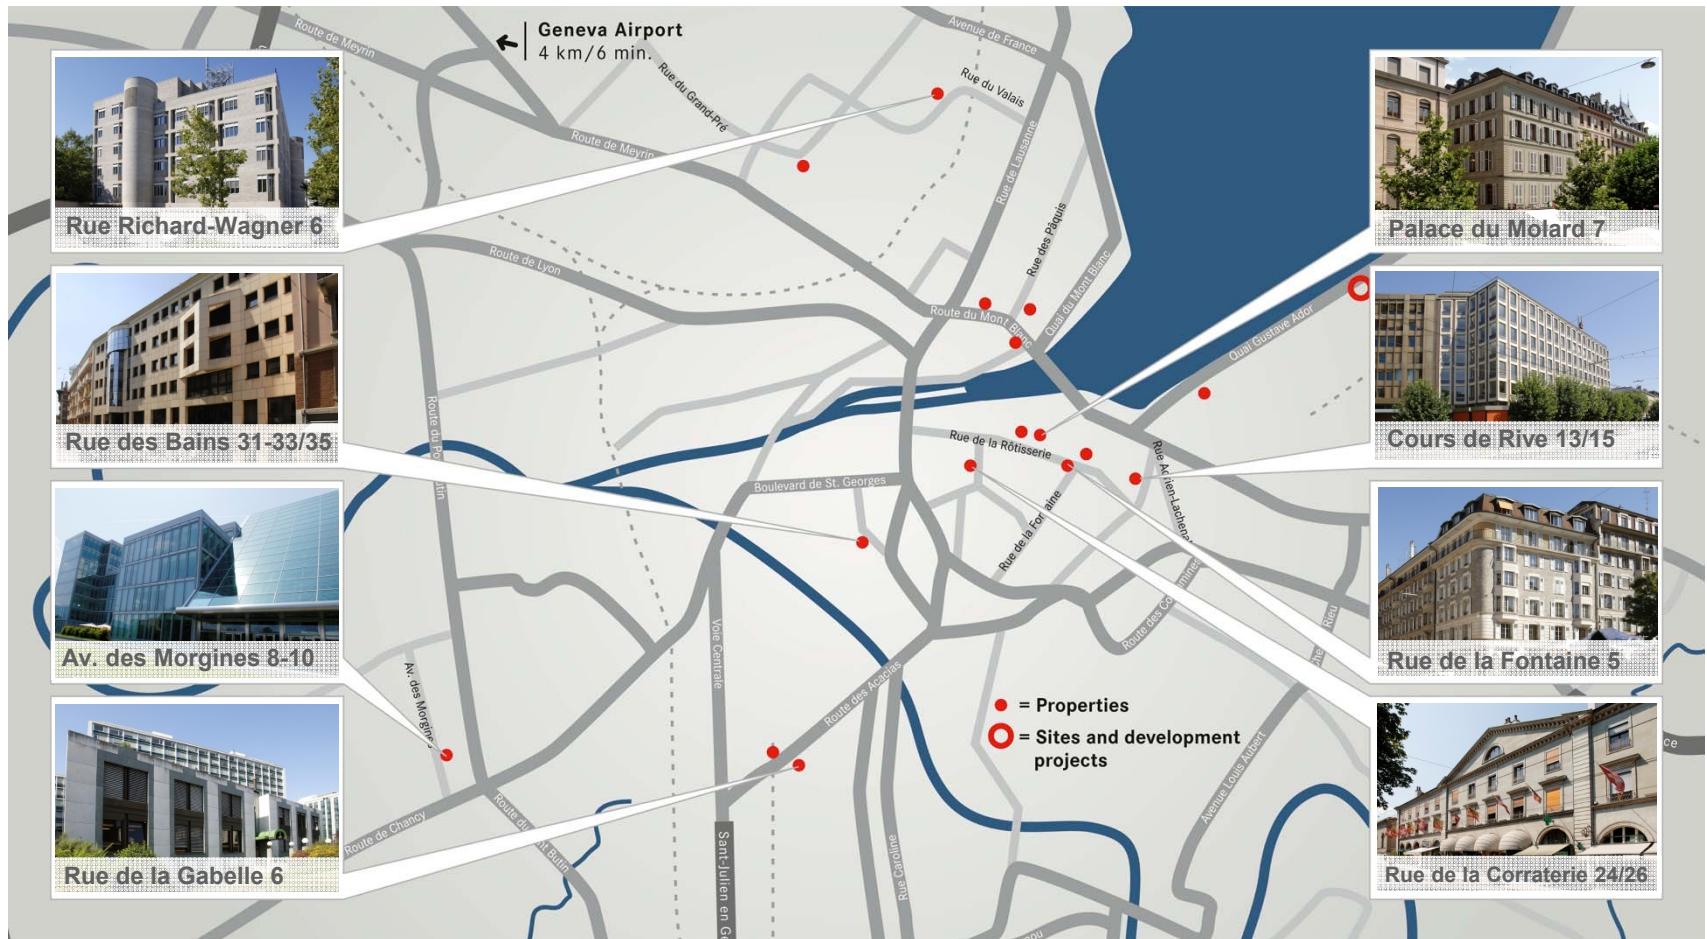 Geneva Airport
4 km/6 min.
Route de Meyrin
Avenue de France
Rue du Grand-Pré
Rue du Valais
Route de Meyrin
Rue de Lausanne
Rue Richard-Wagner 6
Palace du Molard 7
Rue des Pâquis
Route de Lyon
Quai du Mont Blanc
Route du Mont Blanc
Quai Gustave Ador
Rue des Bains 31-33/35
Cours de Rive 13/15
Rue de la Rôtisserie
Boulevard de St. Georges
Rue de la Fontaine
Av. des Morgines 8-10
Rue de la Fontaine 5
Voie Centrale
Av. des Morgines
Route des Acacias
= Properties
= Sites and development
projects
Avenue Louis Aubert
Route de Chancy
Rue Caroline
Rue de la Gabelle 6
Rue de la Corraterie 24/26